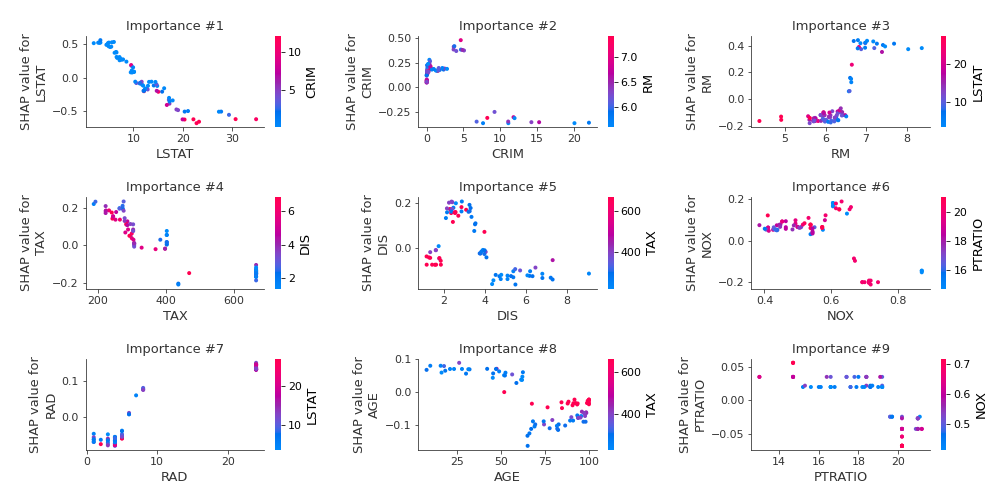 Importance #1
Importance #2
Importance #3
SHAP value for
LSTAT
0.5
0.0
−0.5
10
20
30
LSTAT
10
5
CRIM
SHAP value for
CRIM
0.50
0.25
0.00
−0.25
0
5
10
15
20
CRIM
7.0
6.5
6.0
RM
SHAP value for
RM
0.4
0.2
0.0
−0.2
5
6
7
8
RM
20
10
LSTAT
Importance #4
Importance #5
Importance #6
SHAP value for
TAX
0.2
0.0
−0.2
200
400
600
TAX
6
4
2
DIS
SHAP value for
DIS
0.2
0.0
2
4
6
8
DIS
600
400
TAX
SHAP value for
NOX
0.2
0.0
−0.2
0.4
0.6
0.8
NOX
20
18
16
PTRATIO
Importance #7
Importance #8
Importance #9
SHAP value for
RAD
0.1
0.0
0
10
20
RAD
20
10
LSTAT
SHAP value for
AGE
0.1
0.0
−0.1
25
50
75
100
AGE
600
400
TAX
SHAP value for
PTRATIO
0.05
0.00
−0.05
14
16
18
20
PTRATIO
0.7
0.6
0.5
NOX